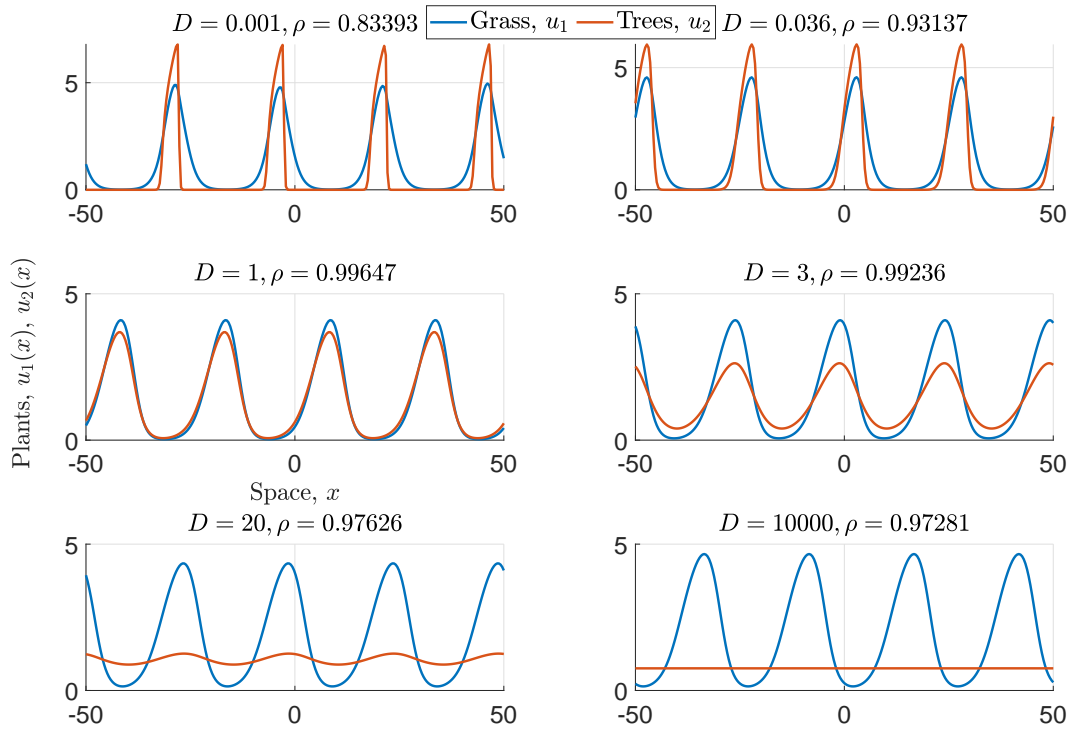 D = 0.001, ρ = 0.83393
Grass, u₁ Trees, u₂
D = 0.036, ρ = 0.93137
5
0
-50 0 50
5
0
-50 0 50
Plants, u₁(x), u₂(x)
D = 1, ρ = 0.99647
D = 3, ρ = 0.99236
5
0
-50 0 50
5
0
-50 0 50
Space, x
D = 20, ρ = 0.97626
D = 10000, ρ = 0.97281
5
0
-50 0 50
5
0
-50 0 50